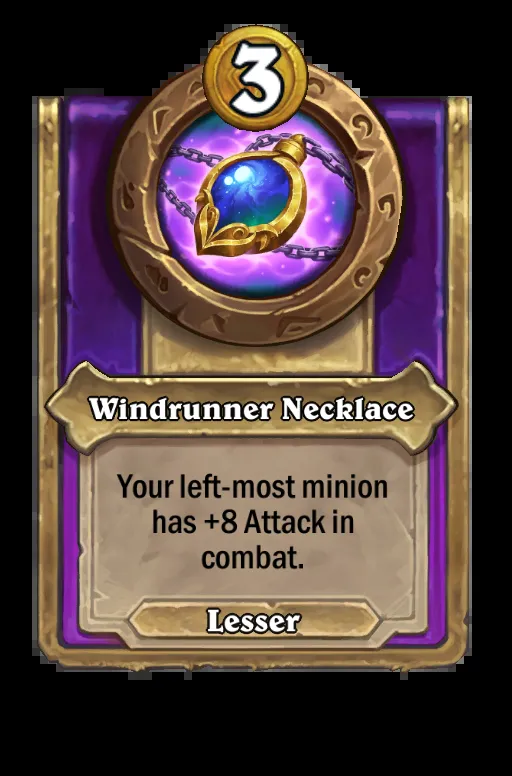 3
Windrunner Necklace
Your left-most minion
has +8 Attack in
combat.
Lesser